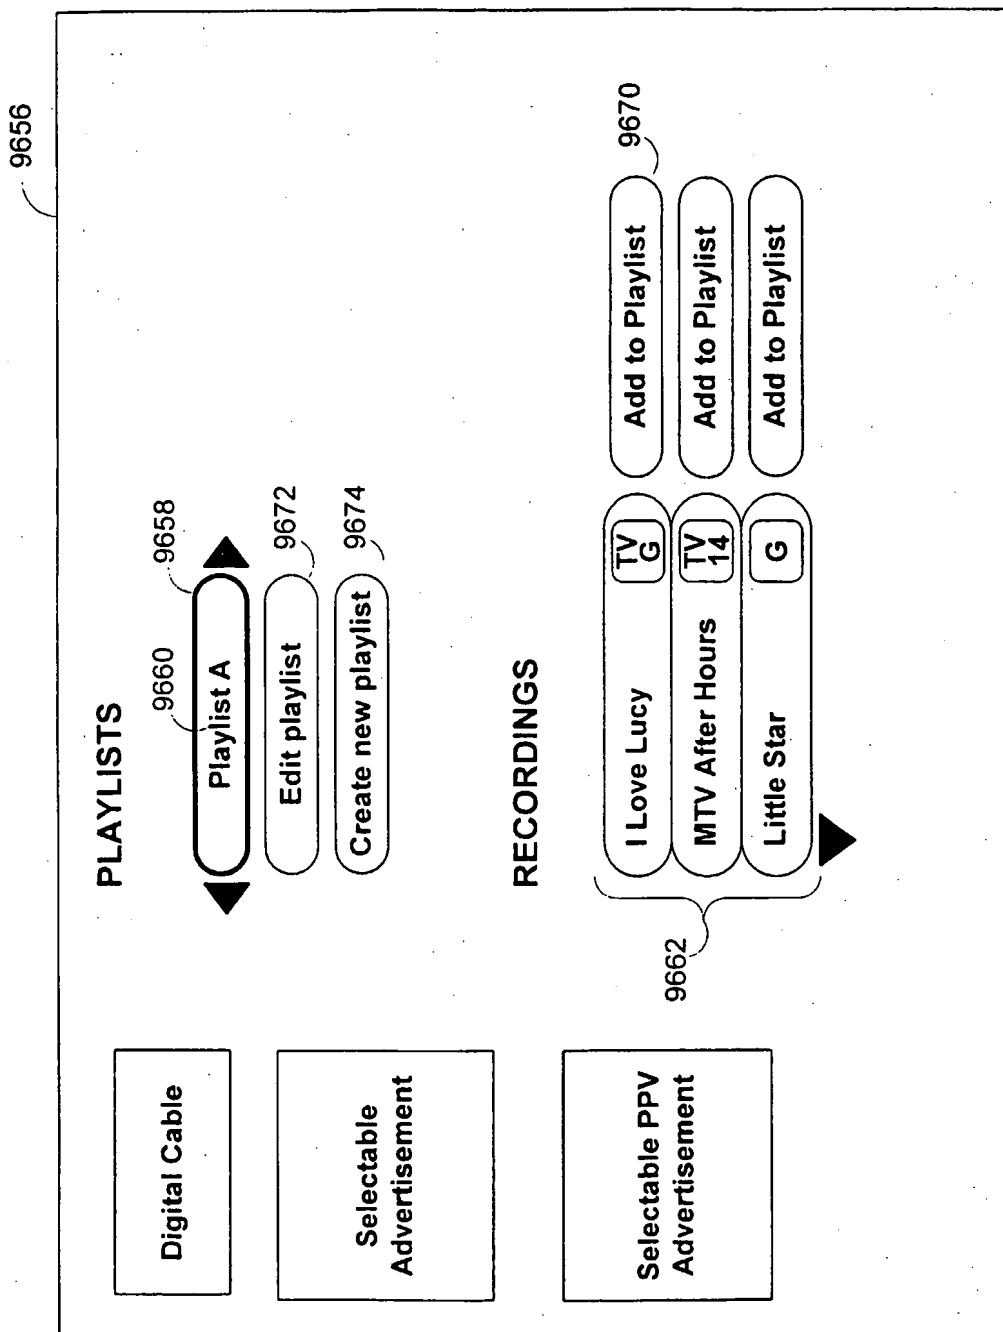 9656
Digital Cable
Selectable
Advertisement
Selectable PPV
Advertisement
PLAYLISTS
9660
9658
Playlist A
9672
Edit playlist
9674
Create new playlist
RECORDINGS
9662
9670
I Love Lucy TV G Add to Playlist
MTV After Hours TV 14 Add to Playlist
Little Star G Add to Playlist